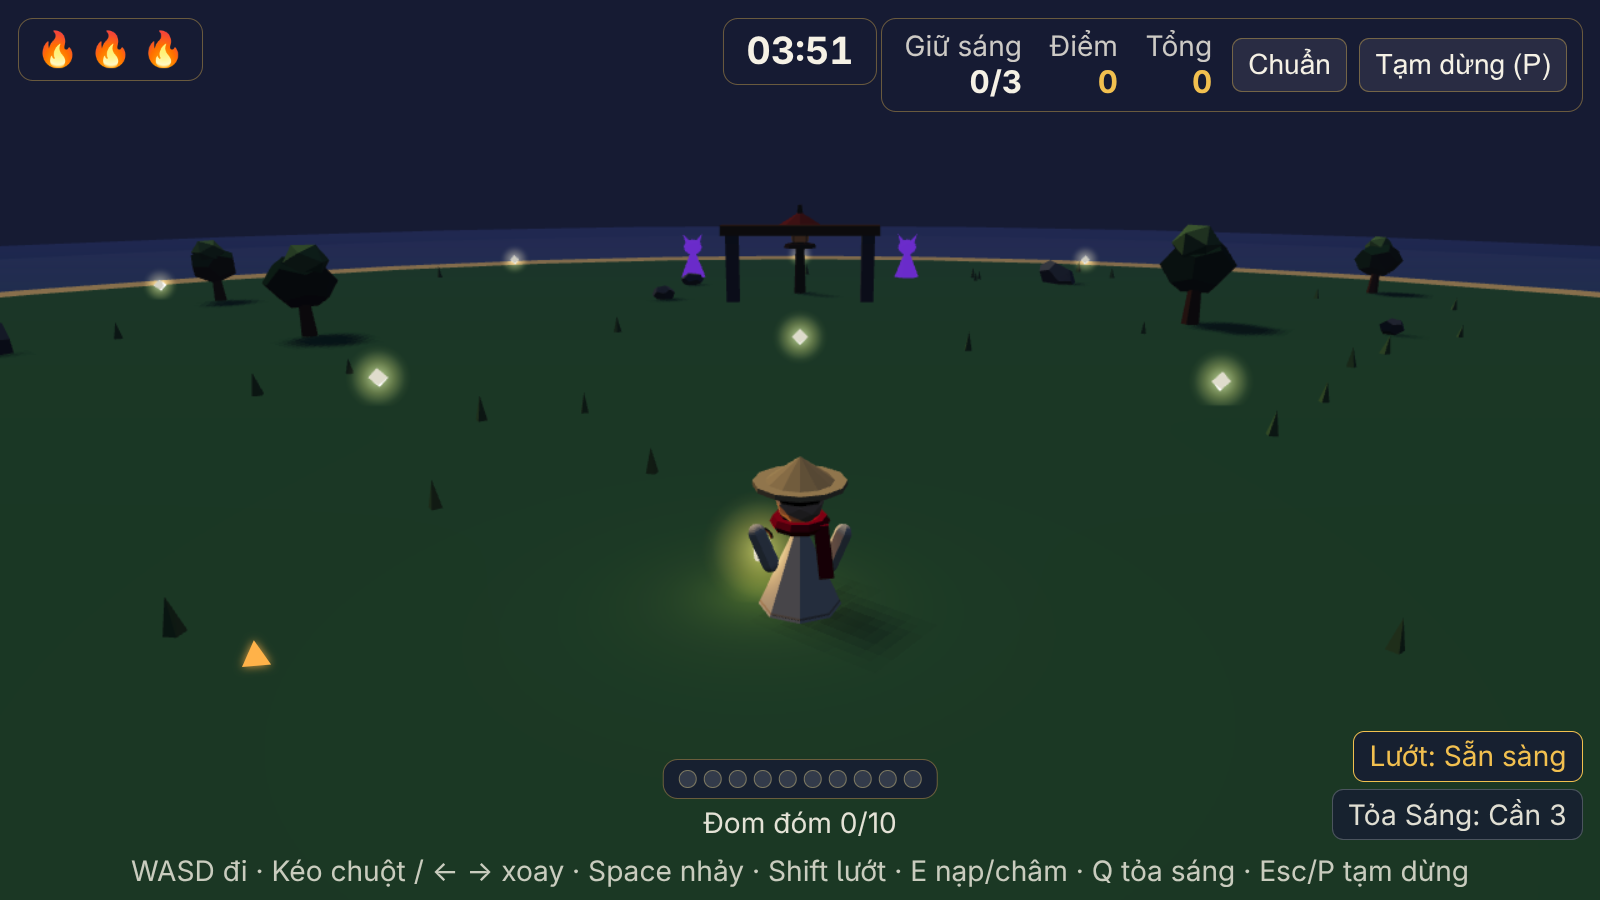 03:51
Giữ sáng Điểm Tổng
0/3 0 0
Chuẩn
Tạm dừng (P)
Lướt: Sẵn sàng
Tỏa Sáng: Cần 3
Đom đóm 0/10
WASD đi · Kéo chuột / ← → xoay · Space nhảy · Shift lướt · E nạp/châm · Q tỏa sáng · Esc/P tạm dừng